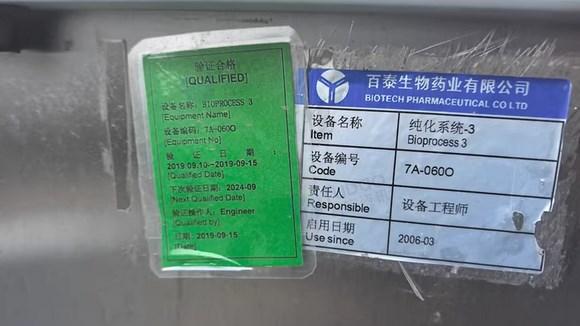 验证合格
[QUALIFIED]
设备名称: BIOPROCESS 3
[Equipment Name]
设备编码: 7A-060O
[Equipment No]
验 证 日 期:
2019.09.10--2019-09-15
[Qualified Date]
下次验证日期: 2024-09
[Next Qualified Date]
验证操作人: Engineer
[Qualified by]
日期: 2019-09-15
[Date]
百泰生物药业有限公司
BIOTECH PHARMACEUTICAL CO LTD
设备名称 纯化系统-3
Item Bioprocess 3
设备编号
Code 7A-060O
责任人
Responsible 设备工程师
启用日期
Use since 2006-03